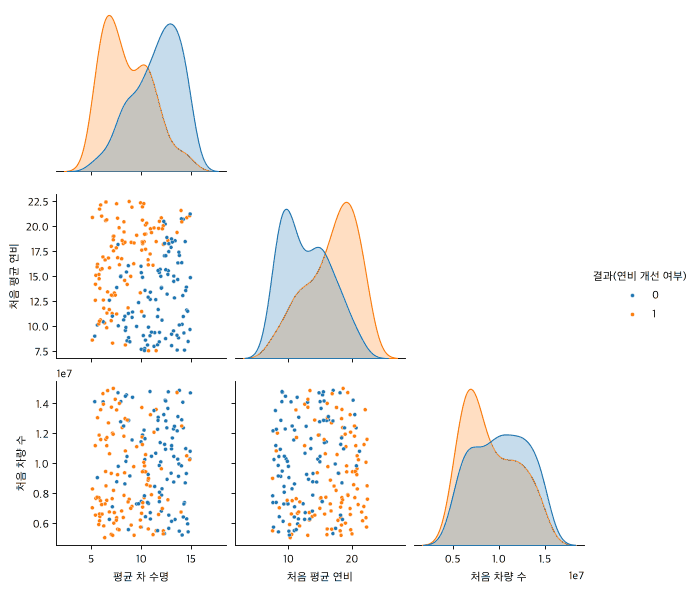 22.5
20.0
17.5
15.0
12.5
10.0
7.5
처음 평균 연비
결과(연비 개선 여부)
0
1
1e7
1.4
1.2
1.0
0.8
0.6
처음 차량 수
5 10 15
평균 차 수명
10 20
처음 평균 연비
0.5 1.0 1.5
1e7
처음 차량 수